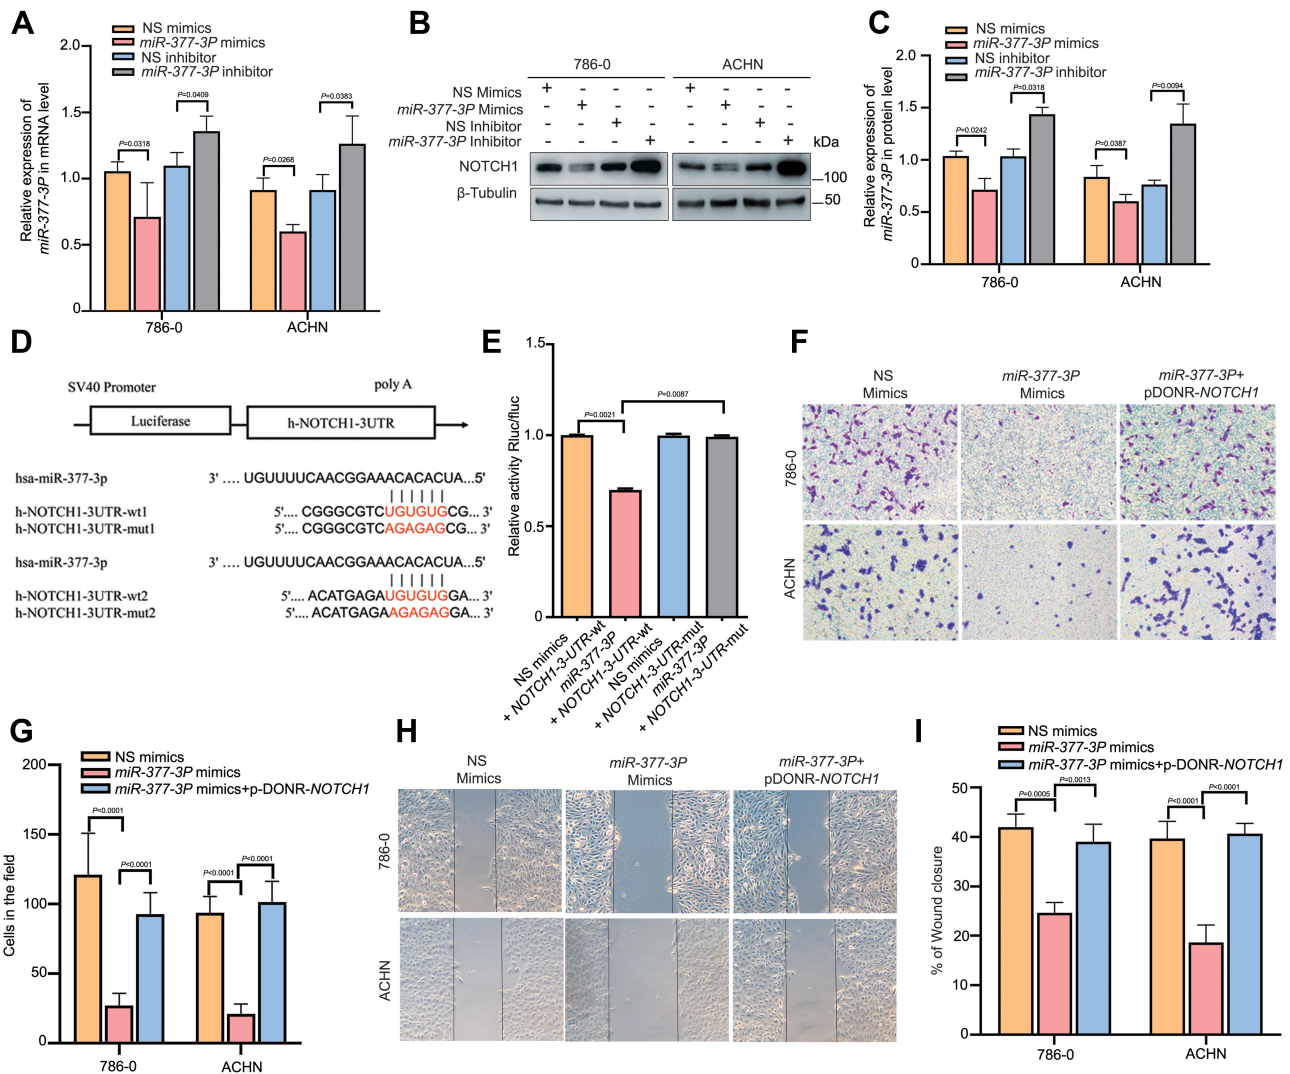 A
NS mimics
miR-377-3P mimics
NS inhibitor
miR-377-3P inhibitor
Relative expression of
miR-377-3P in mRNA level
2.0
1.5
1.0
0.5
0
P=0.0318
P=0.0409
P=0.0268
P=0.0383
786-0
ACHN
B
786-0
ACHN
NS Mimics + - - - + - - -
miR-377-3P Mimics - + - - - + - -
NS Inhibitor - - + - - - + -
miR-377-3P Inhibitor - - - + - - - +
kDa
NOTCH1
100
β-Tubulin
50
C
NS mimics
miR-377-3P mimics
NS inhibitor
miR-377-3P inhibitor
Relative expression of
miR-377-3P in protein level
2.0
1.5
1.0
0.5
0
P=0.0242
P=0.0318
P=0.0387
P=0.0094
786-0
ACHN
D
SV40 Promoter
poly A
Luciferase
h-NOTCH1-3UTR
hsa-miR-377-3p 3' .... UGUUUUCAACGGAAACACACUA...5'
h-NOTCH1-3UTR-wt1 5'.... CGGGCGTCUGUGUGCG... 3'
h-NOTCH1-3UTR-mut1 5'.... CGGGCGTCAGAGAGCG... 3'
hsa-miR-377-3p 3' .... UGUUUUCAACGGAAACACACUA...5'
h-NOTCH1-3UTR-wt2 5'.... ACATGAGAUGUGUGGA... 3'
h-NOTCH1-3UTR-mut2 5'.... ACATGAGAAGAGAGGA... 3'
E
Relative activity Rluc/fluc
1.5
1.0
0.5
0
P=0.0021
P=0.0087
NS mimics
+ NOTCH1-3-UTR-wt
miR-377-3P
+ NOTCH1-3-UTR-wt
NS mimics
+ NOTCH1-3-UTR-mut
miR-377-3P
+ NOTCH1-3-UTR-mut
F
NS
Mimics
miR-377-3P
Mimics
miR-377-3P+
pDONR-NOTCH1
786-0
ACHN
G
NS mimics
miR-377-3P mimics
miR-377-3P mimics+p-DONR-NOTCH1
Cells in the field
200
150
100
50
0
P<0.0001
P<0.0001
P<0.0001
P<0.0001
786-0
ACHN
H
NS
Mimics
miR-377-3P
Mimics
miR-377-3P+
pDONR-NOTCH1
786-0
ACHN
I
NS mimics
miR-377-3P mimics
miR-377-3P mimics+p-DONR-NOTCH1
% of Wound closure
50
40
30
20
10
0
P=0.0005
P=0.0013
P<0.0001
P<0.0001
786-0
ACHN